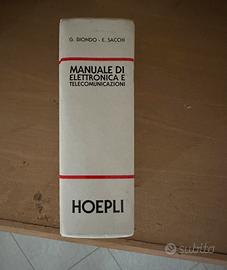 G. BIONDO - E. SACCHI
MANUALE DI
ELETTRONICA E
TELECOMUNICAZIONI
HOEPLI
subito